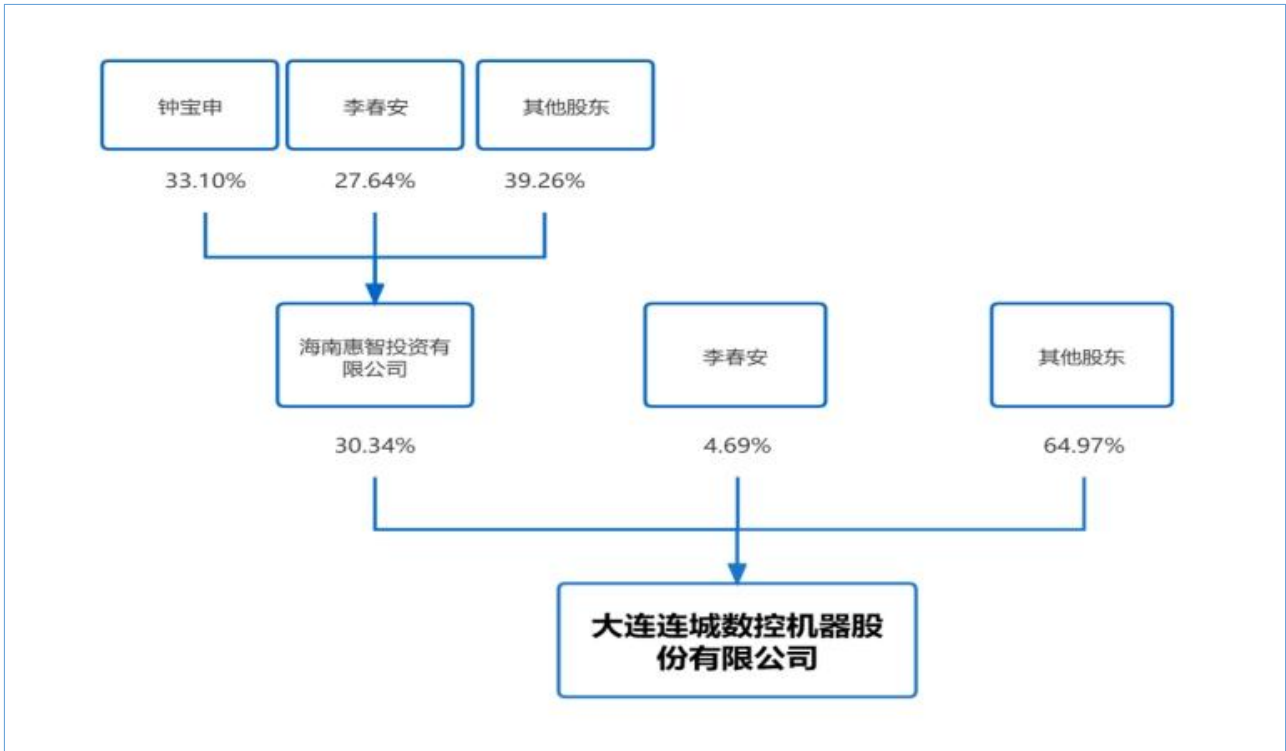 钟宝申
李春安
其他股东
33.10%
27.64%
39.26%
海南惠智投资有
限公司
李春安
其他股东
30.34%
4.69%
64.97%
大连连城数控机器股
份有限公司